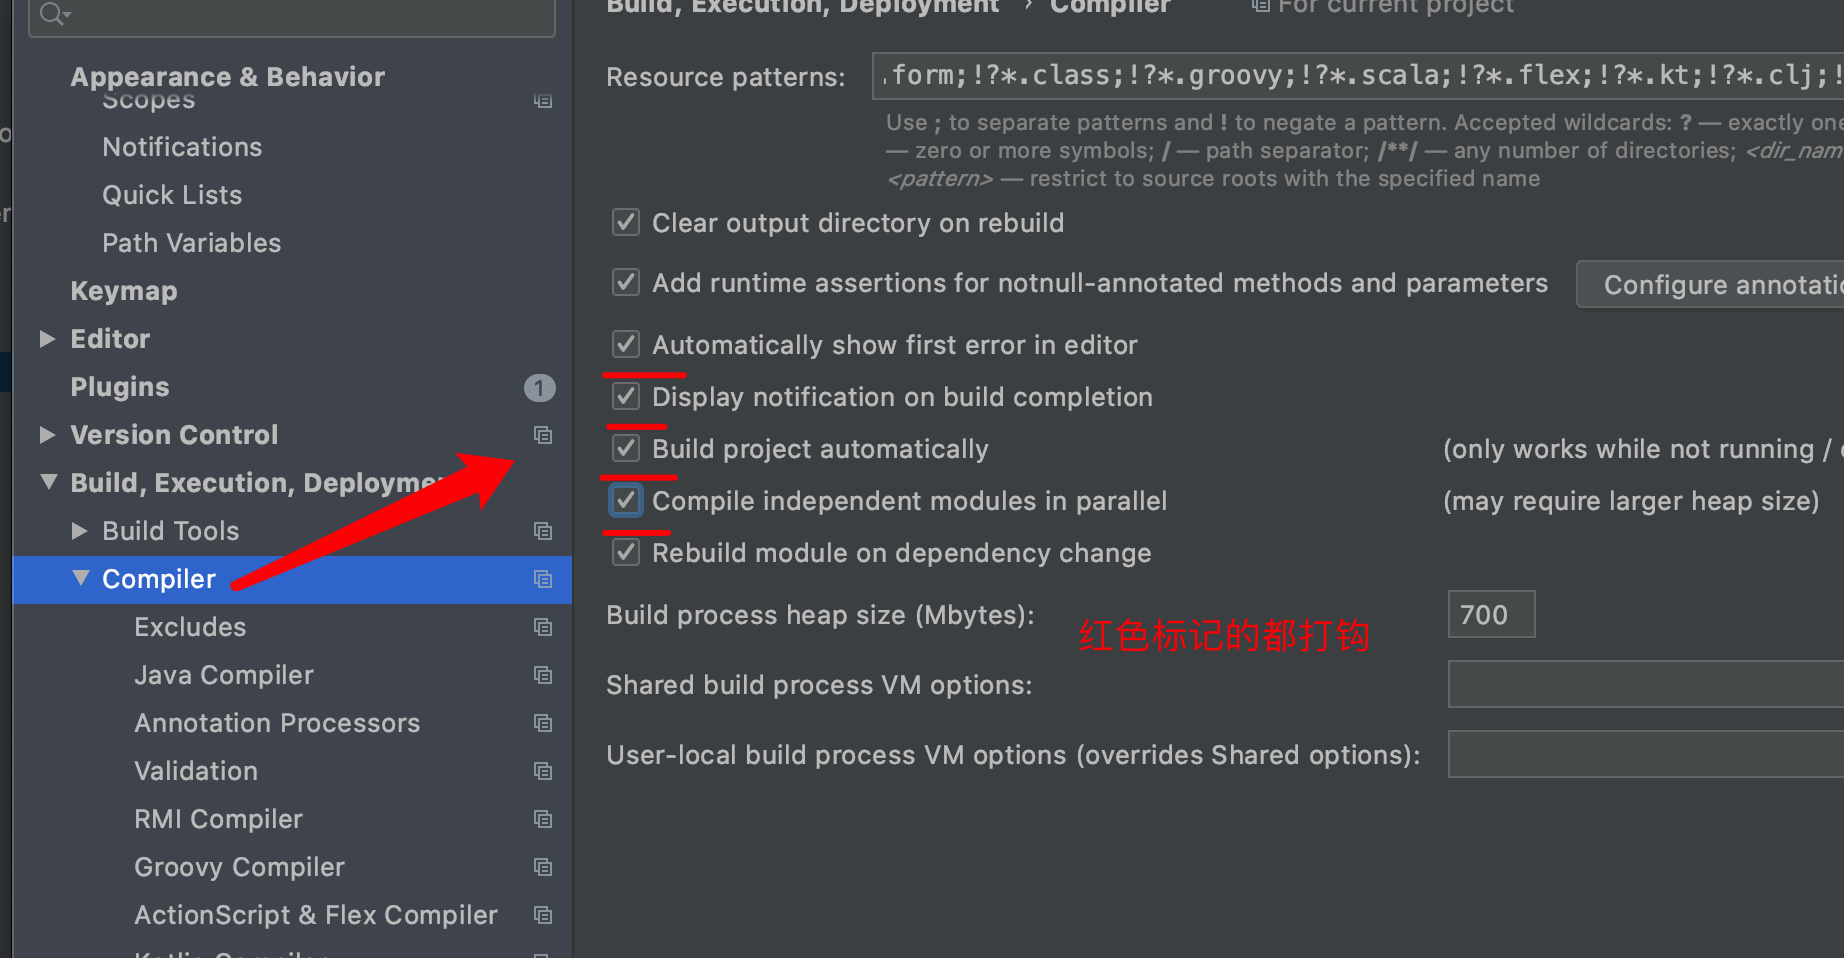 Appearance & Behavior
Scopes
Notifications
Quick Lists
Path Variables
Keymap
Editor
Plugins
1
Version Control
Build, Execution, Deployme
Build Tools
Compiler
Excludes
Java Compiler
Annotation Processors
Validation
RMI Compiler
Groovy Compiler
ActionScript & Flex Compiler
Kotlin Compiler
Build, Execution, Deployment › Compiler
For current project
Resource patterns:
.form;!?*.class;!?*.groovy;!?*.scala;!?*.flex;!?*.kt;!?*.clj;!
Use ; to separate patterns and ! to negate a pattern. Accepted wildcards: ? — exactly one
— zero or more symbols; / — path separator; /**/ — any number of directories; <dir_nam
<pattern> — restrict to source roots with the specified name
Clear output directory on rebuild
Add runtime assertions for notnull-annotated methods and parameters
Configure annotatio
Automatically show first error in editor
Display notification on build completion
Build project automatically
(only works while not running /
Compile independent modules in parallel
(may require larger heap size)
Rebuild module on dependency change
Build process heap size (Mbytes):
700
红色标记的都打钩
Shared build process VM options:
User-local build process VM options (overrides Shared options):